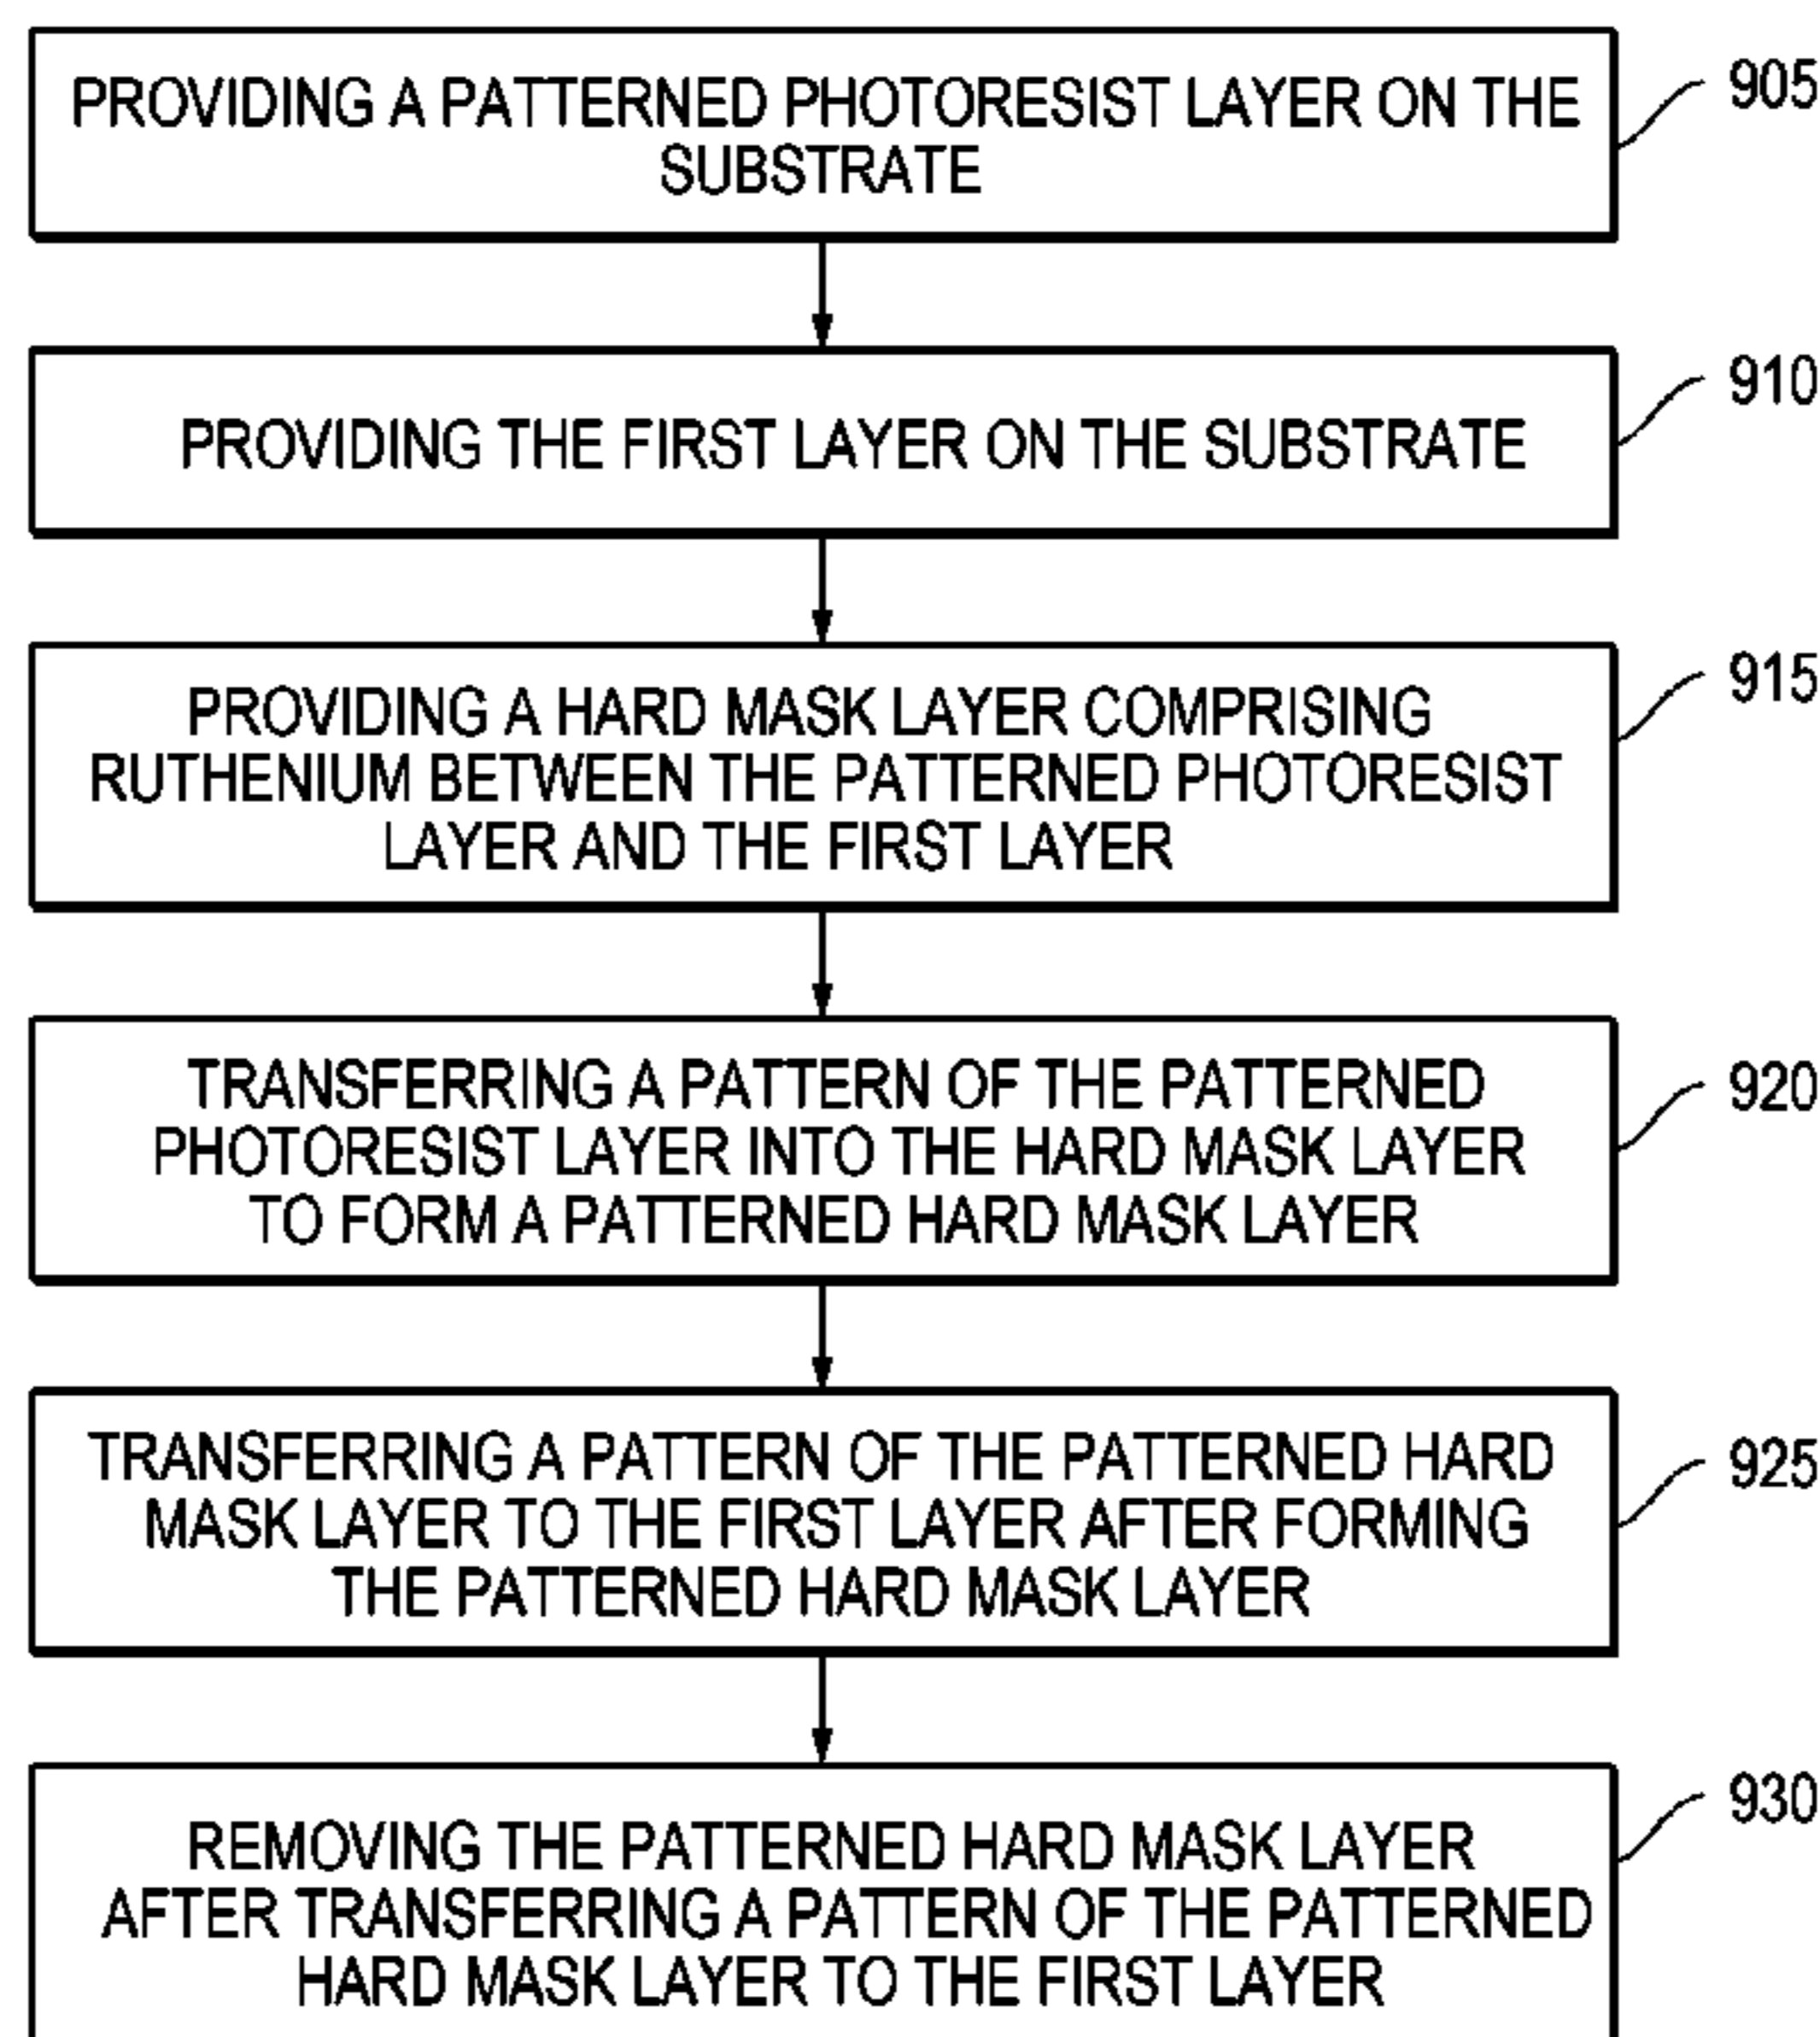 PROVIDING A PATTERNED PHOTORESIST LAYER ON THE
SUBSTRATE
905
PROVIDING THE FIRST LAYER ON THE SUBSTRATE
910
PROVIDING A HARD MASK LAYER COMPRISING
RUTHENIUM BETWEEN THE PATTERNED PHOTORESIST
LAYER AND THE FIRST LAYER
915
TRANSFERRING A PATTERN OF THE PATTERNED
PHOTORESIST LAYER INTO THE HARD MASK LAYER
TO FORM A PATTERNED HARD MASK LAYER
920
TRANSFERRING A PATTERN OF THE PATTERNED HARD
MASK LAYER TO THE FIRST LAYER AFTER FORMING
THE PATTERNED HARD MASK LAYER
925
REMOVING THE PATTERNED HARD MASK LAYER
AFTER TRANSFERRING A PATTERN OF THE PATTERNED
HARD MASK LAYER TO THE FIRST LAYER
930